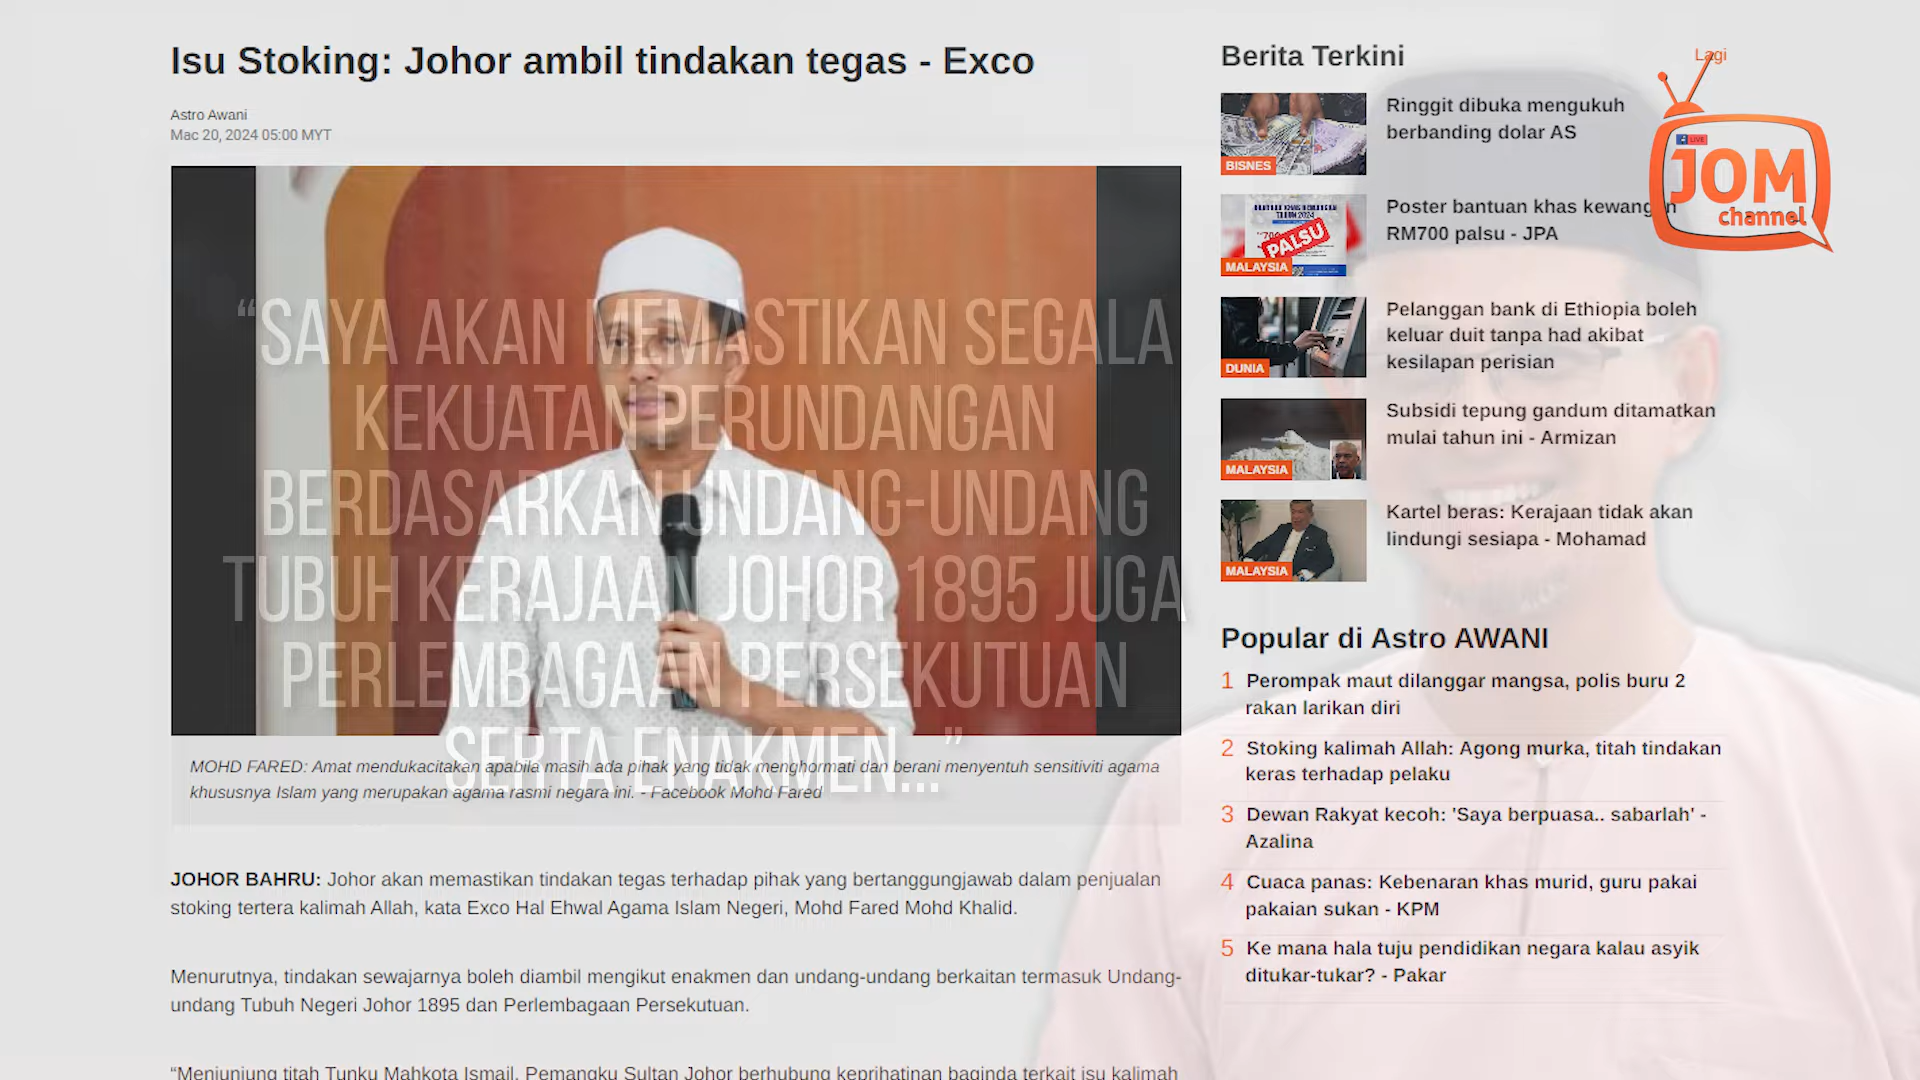 Isu Stoking: Johor ambil tindakan tegas - Exco
Astro Awani
Mac 20, 2024 05:00 MYT
“SAYA AKAN MEMASTIKAN SEGALA
KEKUATAN PERUNDANGAN
BERDASARKAN UNDANG-UNDANG
TUBUH KERAJAAN JOHOR 1895 JUGA
PERLEMBAGAAN PERSEKUTUAN
SERTA ENAKMEN...”
MOHD FARED: Amat mendukacitakan apabila masih ada pihak yang tidak menghormati dan berani menyentuh sensitiviti agama
khususnya Islam yang merupakan agama rasmi negara ini. - Facebook Mohd Fared
JOHOR BAHRU: Johor akan memastikan tindakan tegas terhadap pihak yang bertanggungjawab dalam penjualan
stoking tertera kalimah Allah, kata Exco Hal Ehwal Agama Islam Negeri, Mohd Fared Mohd Khalid.
Menurutnya, tindakan sewajarnya boleh diambil mengikut enakmen dan undang-undang berkaitan termasuk Undang-
undang Tubuh Negeri Johor 1895 dan Perlembagaan Persekutuan.
“Menjunjung titah Tunku Mahkota Ismail, Pemangku Sultan Johor berhubung keprihatinan baginda terkait isu kalimah
Berita Terkini
Lagi
LIVE
JOM
channel
BISNES
Ringgit dibuka mengukuh
berbanding dolar AS
TAHUN 2024
PALSU
MALAYSIA
Poster bantuan khas kewangan
RM700 palsu - JPA
DUNIA
Pelanggan bank di Ethiopia boleh
keluar duit tanpa had akibat
kesilapan perisian
MALAYSIA
Subsidi tepung gandum ditamatkan
mulai tahun ini - Armizan
MALAYSIA
Kartel beras: Kerajaan tidak akan
lindungi sesiapa - Mohamad
Popular di Astro AWANI
1 Perompak maut dilanggar mangsa, polis buru 2
rakan larikan diri
2 Stoking kalimah Allah: Agong murka, titah tindakan
keras terhadap pelaku
3 Dewan Rakyat kecoh: 'Saya berpuasa.. sabarlah' -
Azalina
4 Cuaca panas: Kebenaran khas murid, guru pakai
pakaian sukan - KPM
5 Ke mana hala tuju pendidikan negara kalau asyik
ditukar-tukar? - Pakar